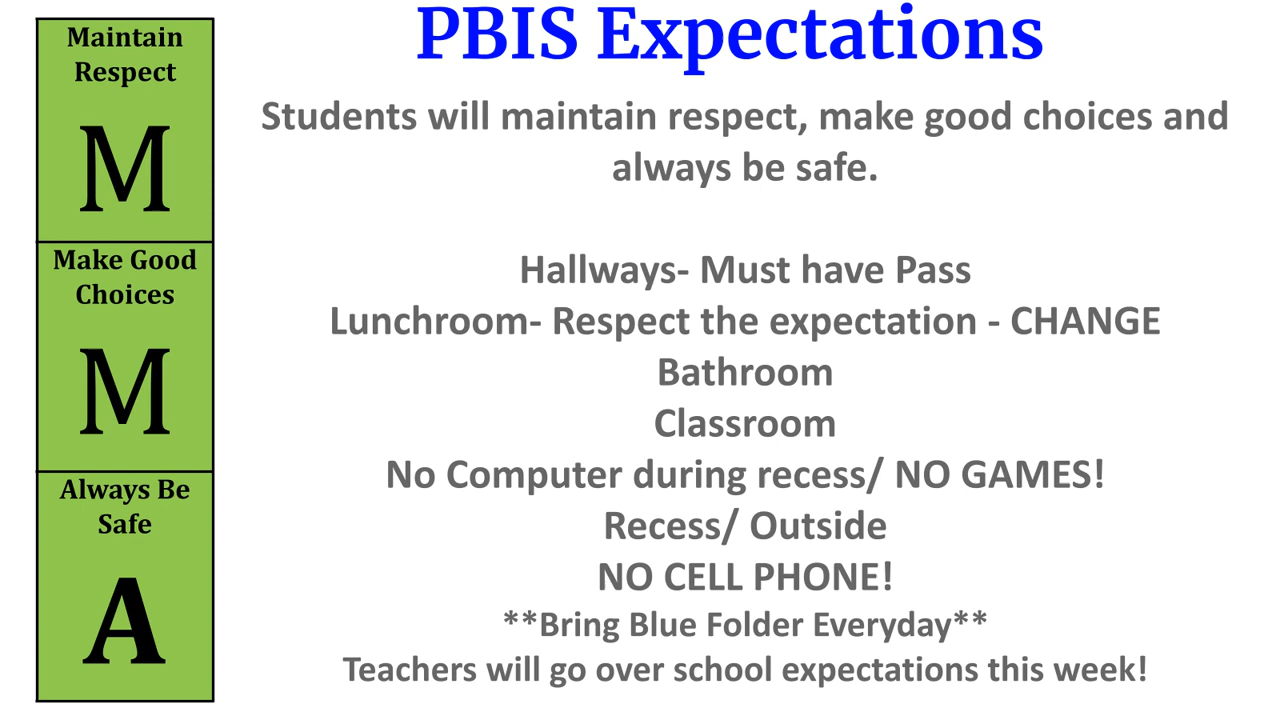 Maintain
Respect
M
Make Good
Choices
M
Always Be
Safe
A
PBIS Expectations
Students will maintain respect, make good choices and
always be safe.
Hallways- Must have Pass
Lunchroom- Respect the expectation - CHANGE
Bathroom
Classroom
No Computer during recess/ NO GAMES!
Recess/ Outside
NO CELL PHONE!
**Bring Blue Folder Everyday**
Teachers will go over school expectations this week!